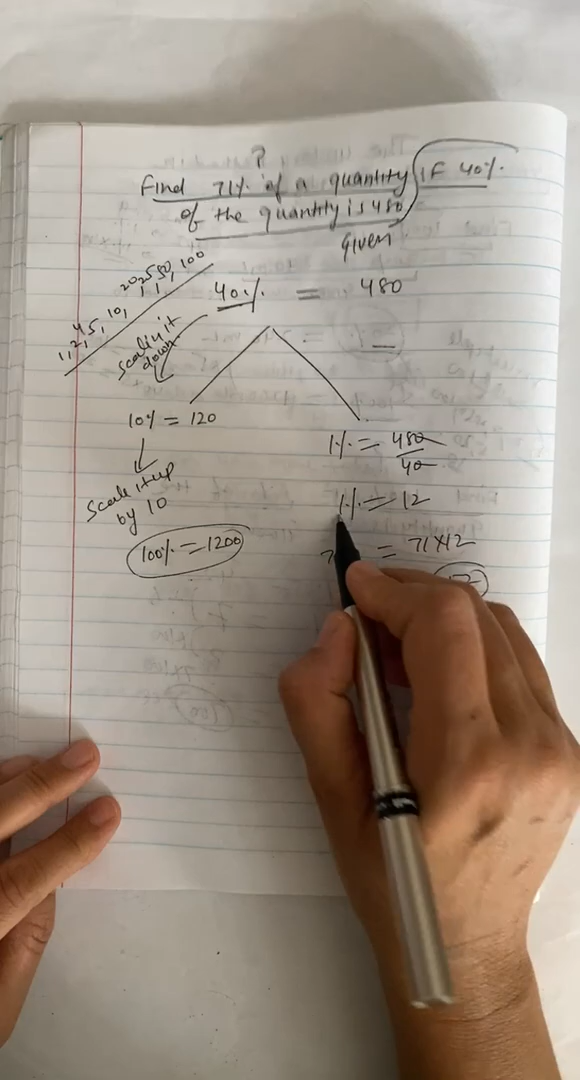 ?
Find 71% of a quantity IF 40%
of the quantity is 480
given
1, 2, 4, 5, 10, 20, 25, 50, 100
40% = 480
scaling it
down
10% = 120
1% = 480/40
scale it up
by 10
1% = 12
100% = 1200
= 71×12